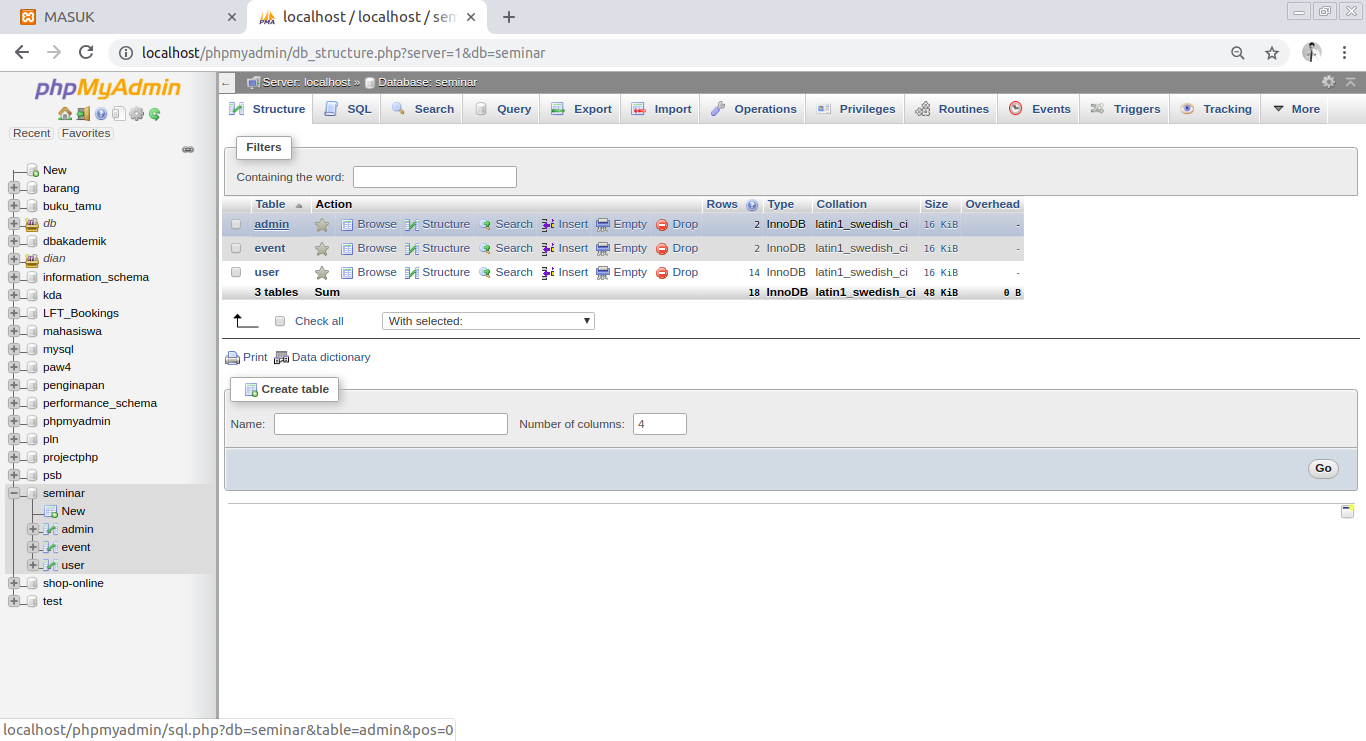 MASUK
localhost / localhost / sem
localhost/phpmyadmin/db_structure.php?server=1&db=seminar
phpMyAdmin
Recent Favorites
New
barang
buku_tamu
db
dbakademik
dian
information_schema
kda
LFT_Bookings
mahasiswa
mysql
paw4
penginapan
performance_schema
phpmyadmin
pln
projectphp
psb
seminar
New
admin
event
user
shop-online
test
Server: localhost » Database: seminar
Structure SQL Search Query Export Import Operations Privileges Routines Events Triggers Tracking More
Filters
Containing the word:
Table Action Rows Type Collation Size Overhead
admin Browse Structure Search Insert Empty Drop 2 InnoDB latin1_swedish_ci 16 KiB -
event Browse Structure Search Insert Empty Drop 2 InnoDB latin1_swedish_ci 16 KiB -
user Browse Structure Search Insert Empty Drop 14 InnoDB latin1_swedish_ci 16 KiB -
3 tables Sum 18 InnoDB latin1_swedish_ci 48 KiB 0 B
Check all With selected:
Print Data dictionary
Create table
Name: Number of columns: 4
Go
localhost/phpmyadmin/sql.php?db=seminar&table=admin&pos=0